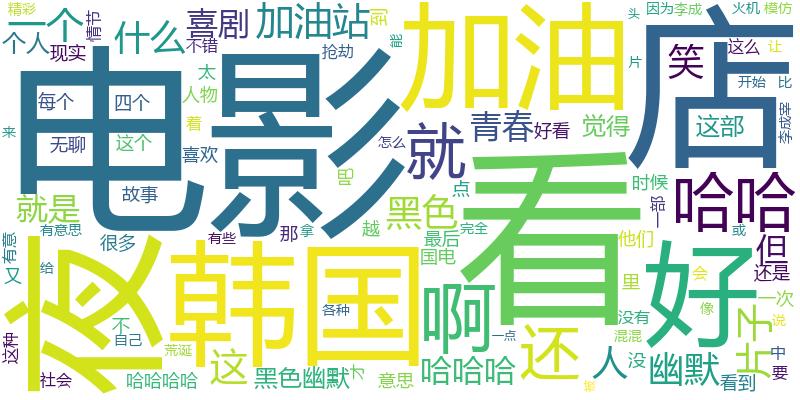 精彩
一个
情节
喜剧
加油站
到
加油
店
头
因为
李成
火机
模仿
个人
现实
什么
不错
抢劫
能
笑
这么
让
片
太
人物
电影
开始
比
每个
四个
着
就
青春
好看
觉得
这部
李成宰
来
无聊
这个
喜欢
怎么
吧
看
故事
点
时候
哈哈
就是
越
黑色
他们
有意思
有些
那
拿
最后
完全
但
又
有意
很多
国电
里
会
还是
夜
韩国
给
好
一次
各种
啊
没有
像
或
说
这种
不
自己
一点
还
混混
片子
荒诞
才
人
没
中
社会
哈哈哈哈
这
黑色幽默
意思
哈哈哈
幽默
看到
要